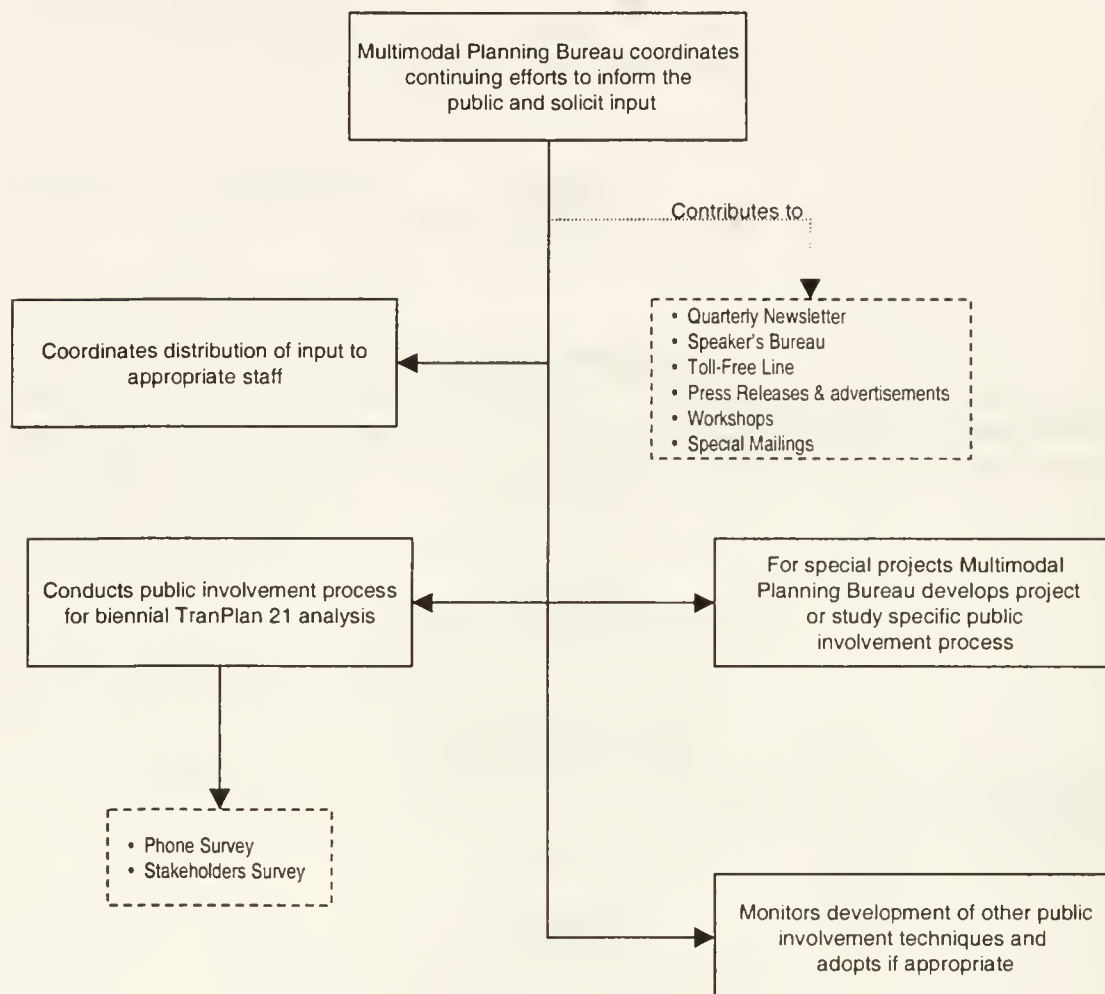 Multimodal Planning Bureau coordinates
continuing efforts to inform the
public and solicit input
Contributes to
• Quarterly Newsletter
• Speaker's Bureau
• Toll-Free Line
• Press Releases & advertisements
• Workshops
• Special Mailings
Coordinates distribution of input to
appropriate staff
Conducts public involvement process
for biennial TranPlan 21 analysis
For special projects Multimodal
Planning Bureau develops project
or study specific public
involvement process
• Phone Survey
• Stakeholders Survey
Monitors development of other public
involvement techniques and
adopts if appropriate